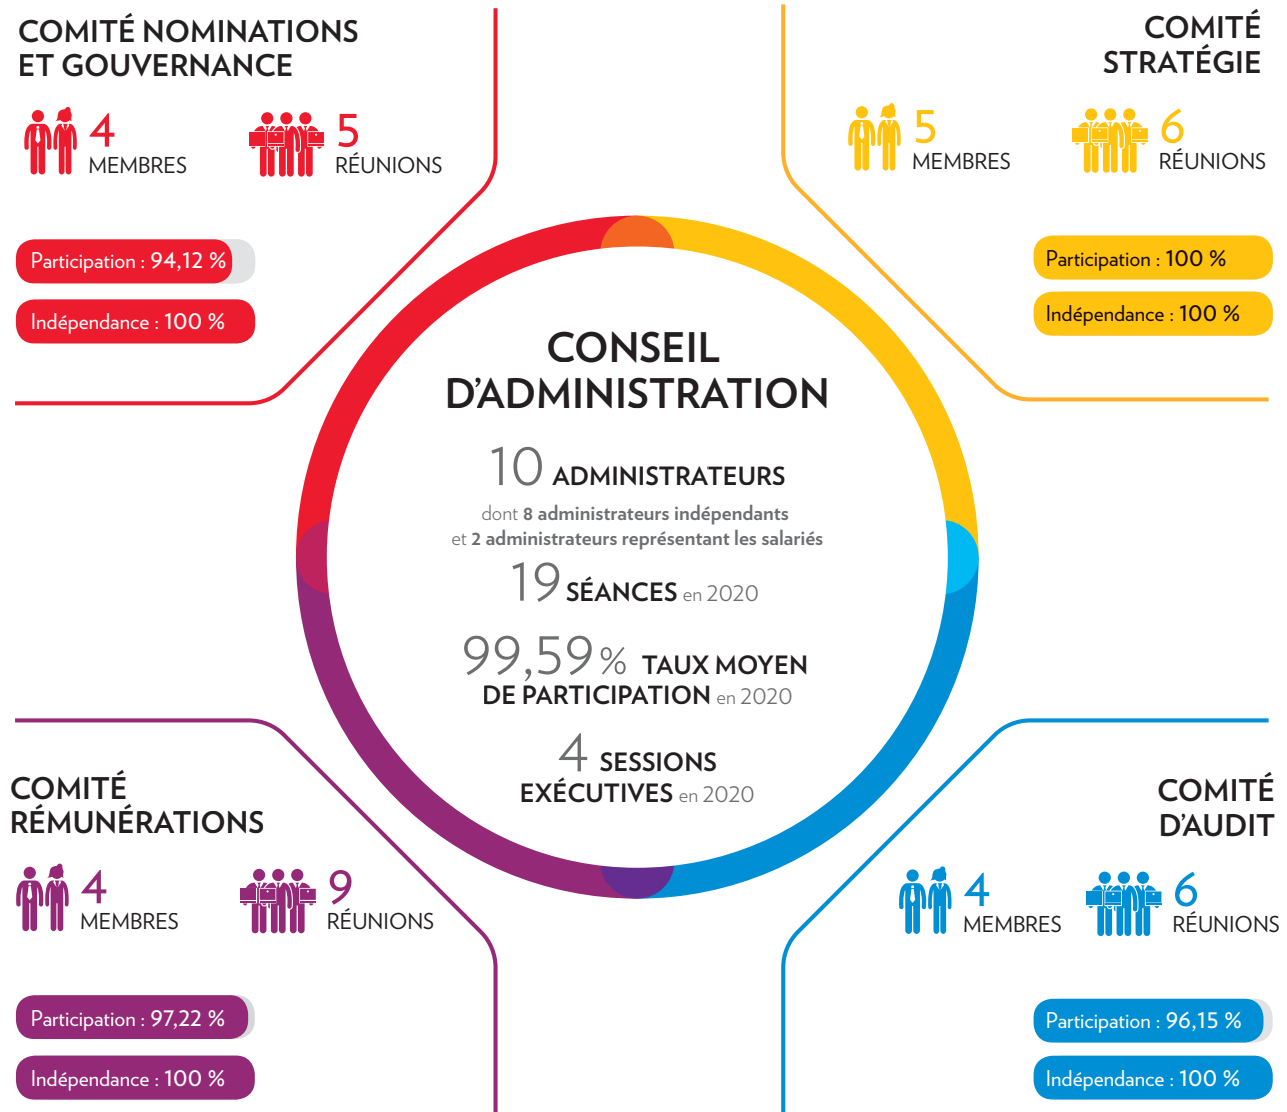 COMITÉ NOMINATIONS
ET GOUVERNANCE
4
MEMBRES
5
RÉUNIONS
Participation : 94,12 %
Indépendance : 100 %
COMITÉ
STRATÉGIE
5
MEMBRES
6
RÉUNIONS
Participation : 100 %
Indépendance : 100 %
CONSEIL
D’ADMINISTRATION
10 ADMINISTRATEURS
dont 8 administrateurs indépendants
et 2 administrateurs représentant les salariés
19 SÉANCES en 2020
99,59 % TAUX MOYEN
DE PARTICIPATION en 2020
4 SESSIONS
EXÉCUTIVES en 2020
COMITÉ
RÉMUNÉRATIONS
4
MEMBRES
9
RÉUNIONS
Participation : 97,22 %
Indépendance : 100 %
COMITÉ
D’AUDIT
4
MEMBRES
6
RÉUNIONS
Participation : 96,15 %
Indépendance : 100 %